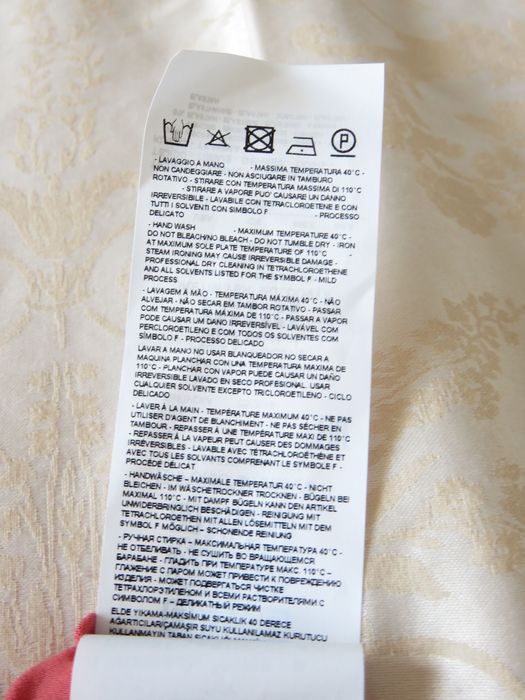 P
- LAVAGGIO A MANO - MASSIMA TEMPERATURA 40°C -
NON CANDEGGIARE - NON ASCIUGARE IN TAMBURO
ROTATIVO - STIRARE CON TEMPERATURA MASSIMA DI 110°C
- STIRARE A VAPORE PUO' CAUSARE UN DANNO
IRREVERSIBILE - LAVABILE CON TETRACLOROETENE E CON
TUTTI I SOLVENTI CON SIMBOLO F - PROCESSO
DELICATO
- HAND WASH - MAXIMUM TEMPERATURE 40°C -
DO NOT BLEACH/NO BLEACH - DO NOT TUMBLE DRY - IRON
AT MAXIMUM SOLE PLATE TEMPERATURE OF 110°C -
STEAM IRONING MAY CAUSE IRREVERSIBLE DAMAGE -
PROFESSIONAL DRY CLEANING IN TETRACHLOROETHENE
AND ALL SOLVENTS LISTED FOR THE SYMBOL F - MILD
PROCESS
- LAVAGEM À MÃO - TEMPERATURA MÁXIMA 40°C - NÃO
ALVEJAR - NÃO SECAR EM TAMBOR ROTATIVO - PASSAR
COM TEMPERATURA MÁXIMA DE 110°C - PASSAR A VAPOR
PODE CAUSAR UM DANO IRREVERSÍVEL - LAVÁVEL COM
PERCLOROETILENO E COM TODOS OS SOLVENTES COM
SÍMBOLO F - PROCESSO DELICADO
LAVAR A MANO NO USAR BLANQUEADOR NO SECAR A
MAQUINA PLANCHAR CON UNA TEMPERATURA MAXIMA DE
110°C - PLANCHAR CON VAPOR PUEDE CAUSAR UN DAÑO
IRREVERSIBLE LAVADO EN SECO PROFESIONAL USAR
CUALQUIER SOLVENTE EXCEPTO TRICLOROETILENO - CICLO
DELICADO
- LAVER À LA MAIN - TEMPÉRATURE MAXIMUM 40°C - NE PAS
UTILISER D'AGENT DE BLANCHIMENT - NE PAS SÉCHER EN
TAMBOUR - REPASSER À UNE TEMPÉRATURE MAXI DE 110°C
- REPASSER À LA VAPEUR PEUT CAUSER DES DOMMAGES
IRRÉVERSIBLES - LAVABLE AVEC TÉTRACHLOROÉTHÈNE ET
AVEC TOUS LES SOLVANTS COMPRENANT LE SYMBOLE F -
PROCÉDÉ DÉLICAT
- HANDWÄSCHE – MAXIMALE TEMPERATUR 40°C - NICHT
BLEICHEN - IM WÄSCHETROCKNER TROCKNEN - BÜGELN BEI
MAXIMAL 110°C - MIT DAMPF BÜGELN KANN DEN ARTIKEL
UNWIDERBRINGLICH BESCHÄDIGEN - REINIGUNG MIT
TETRACHLOROETHEN MIT ALLEN LÖSEMITTELN MIT DEM
SYMBOL F MÖGLICH – SCHONENDE REINIUNG
- РУЧНАЯ СТИРКА – МАКСИМАЛЬНАЯ ТЕМПЕРАТУРА 40°C -
НЕ ОТБЕЛИВАТЬ - НЕ СУШИТЬ ВО ВРАЩАЮЩЕМСЯ
БАРАБАНЕ - ГЛАДИТЬ ПРИ ТЕМПЕРАТУРЕ МАКС. 110°C –
ГЛАЖЕНИЕ С ПАРОМ МОЖЕТ ПРИВЕСТИ К ПОВРЕЖДЕНИЮ
ИЗДЕЛИЯ - МОЖЕТ ПОДВЕРГАТЬСЯ ЧИСТКЕ
ТЕТРАХЛОРЭТИЛЕНОМ И ВСЕМИ РАСТВОРИТЕЛЯМИ С
СИМВОЛОМ F – ДЕЛИКАТНЫЙ РЕЖИМ
ELDE YIKAMA-MAKSİMUM SICAKLIK 40 DERECE
AĞARTICILAR/ÇAMAŞIR SUYU KULLANILAMAZ KURUTUCU
KULLANMAYIN TABAN